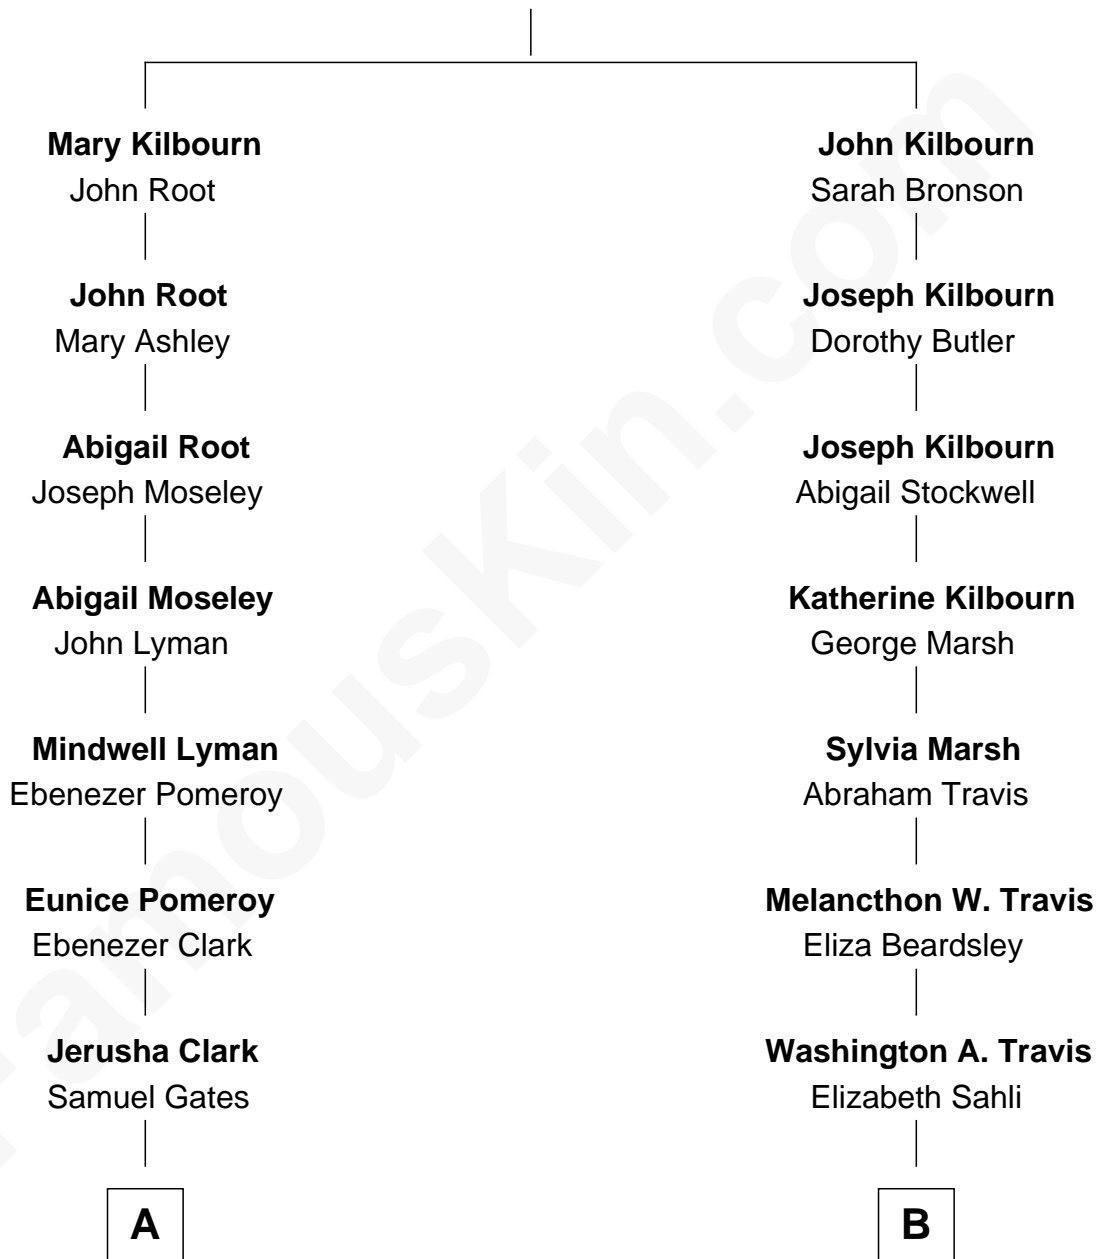 Mary Kilbourn
John Root
John Root
Mary Ashley
Abigail Root
Joseph Moseley
Abigail Moseley
John Lyman
Mindwell Lyman
Ebenezer Pomeroy
Eunice Pomeroy
Ebenezer Clark
Jerusha Clark
Samuel Gates
A
John Kilbourn
Sarah Bronson
Joseph Kilbourn
Dorothy Butler
Joseph Kilbourn
Abigail Stockwell
Katherine Kilbourn
George Marsh
Sylvia Marsh
Abraham Travis
Melancthon W. Travis
Eliza Beardsley
Washington A. Travis
Elizabeth Sahli
B
FamousKin.com